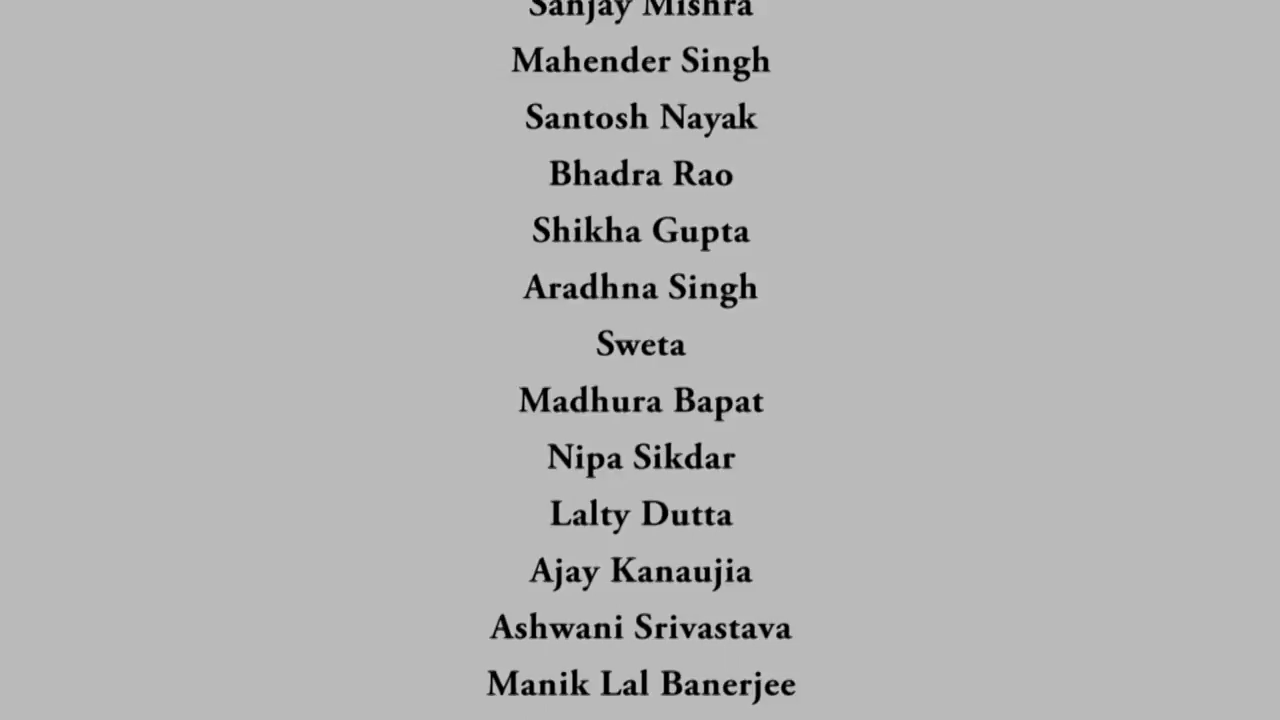 Sanjay Mishra
Mahender Singh
Santosh Nayak
Bhadra Rao
Shikha Gupta
Aradhna Singh
Sweta
Madhura Bapat
Nipa Sikdar
Lalty Dutta
Ajay Kanaujia
Ashwani Srivastava
Manik Lal Banerjee